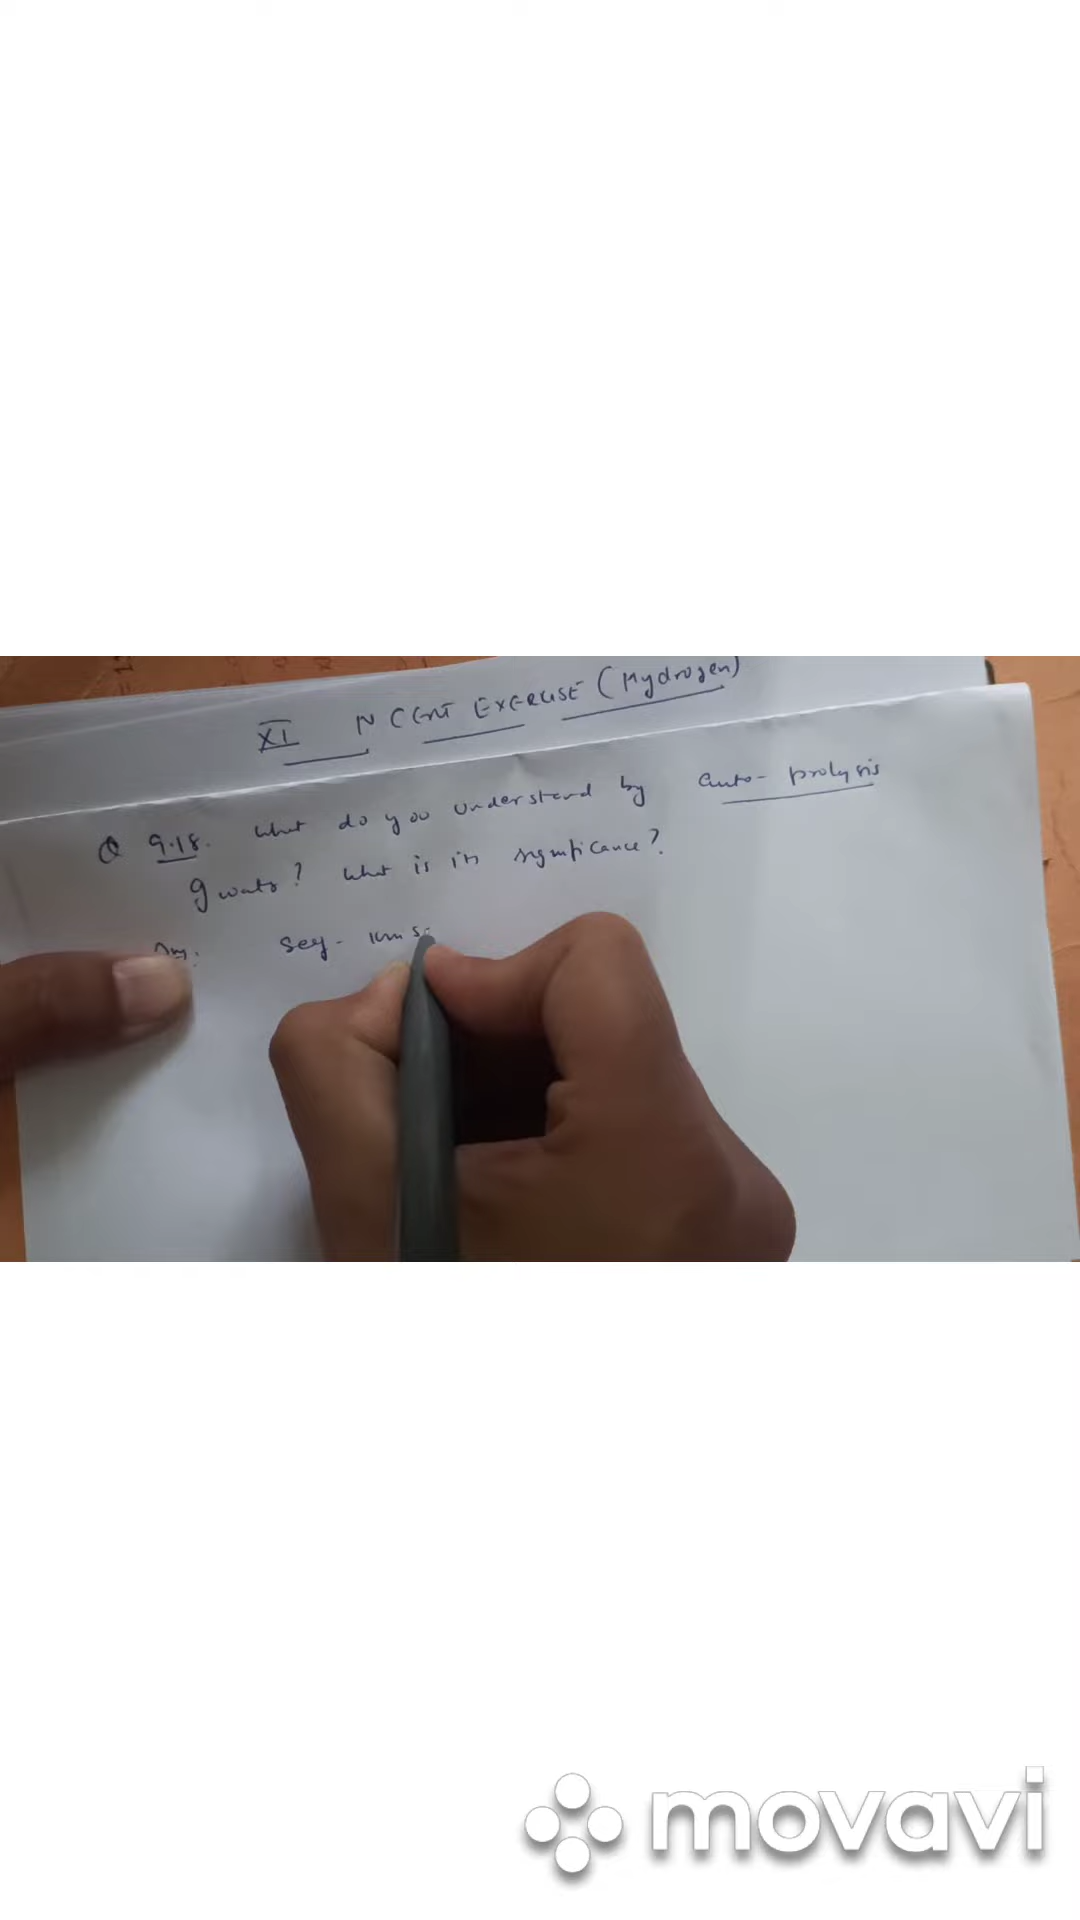 XI NCERT EXERCISE (Hydrogen)
Q 9.18. What do you understand by auto-prolysis
of water? What is its significance?
Ans: Self-
movavi